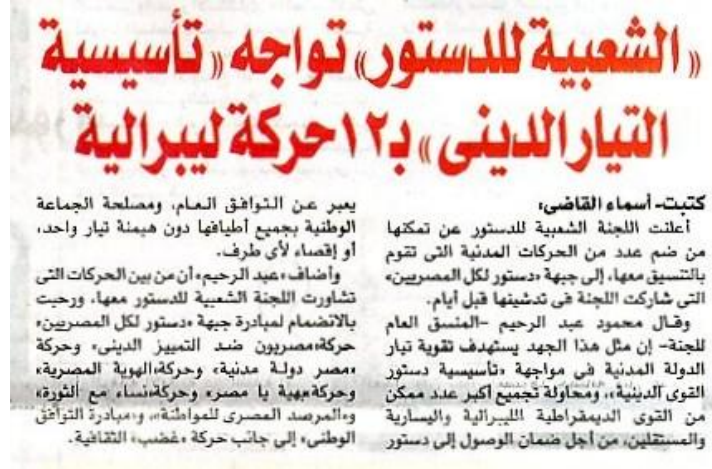 «الشعبية للدستور» تواجه «تأسيسية
التيار الدينى» بـ١٢ حركة ليبرالية
كتبت- أسماء القاضى:
أعلنت اللجنة الشعبية للدستور عن تمكنها
من ضم عدد من الحركات المدنية التى تقوم
بالتنسيق معها، إلى جبهة «دستور لكل المصريين»
التى شاركت اللجنة فى تدشينها قبل أيام.
وقال محمود عبد الرحيم -المنسق العام
للجنة- إن مثل هذا الجهد يستهدف تقوية تيار
الدولة المدنية فى مواجهة «تأسيسية دستور
القوى الدينية»، ومحاولة تجميع أكبر عدد ممكن
من القوى الديمقراطية الليبرالية واليسارية
والمستقلين، من أجل ضمان الوصول إلى دستور
يعبر عن التوافق العام، ومصلحة الجماعة
الوطنية بجميع أطيافها دون هيمنة تيار واحد،
أو إقصاء لأى طرف.
وأضاف «عبد الرحيم» أن من بين الحركات التى
تشاورت اللجنة الشعبية للدستور معها، ورحبت
بالانضمام لمبادرة جبهة «دستور لكل المصريين»
حركة «مصريون ضد التمييز الدينى» وحركة
«مصر دولة مدنية» وحركة «الهوية المصرية»
وحركة «بهية يا مصر» وحركة «نساء مع الثورة»
و«المرصد المصرى للمواطنة»، و«مبادرة التوافق
الوطنى» إلى جانب حركة «غضب» الثقافية.